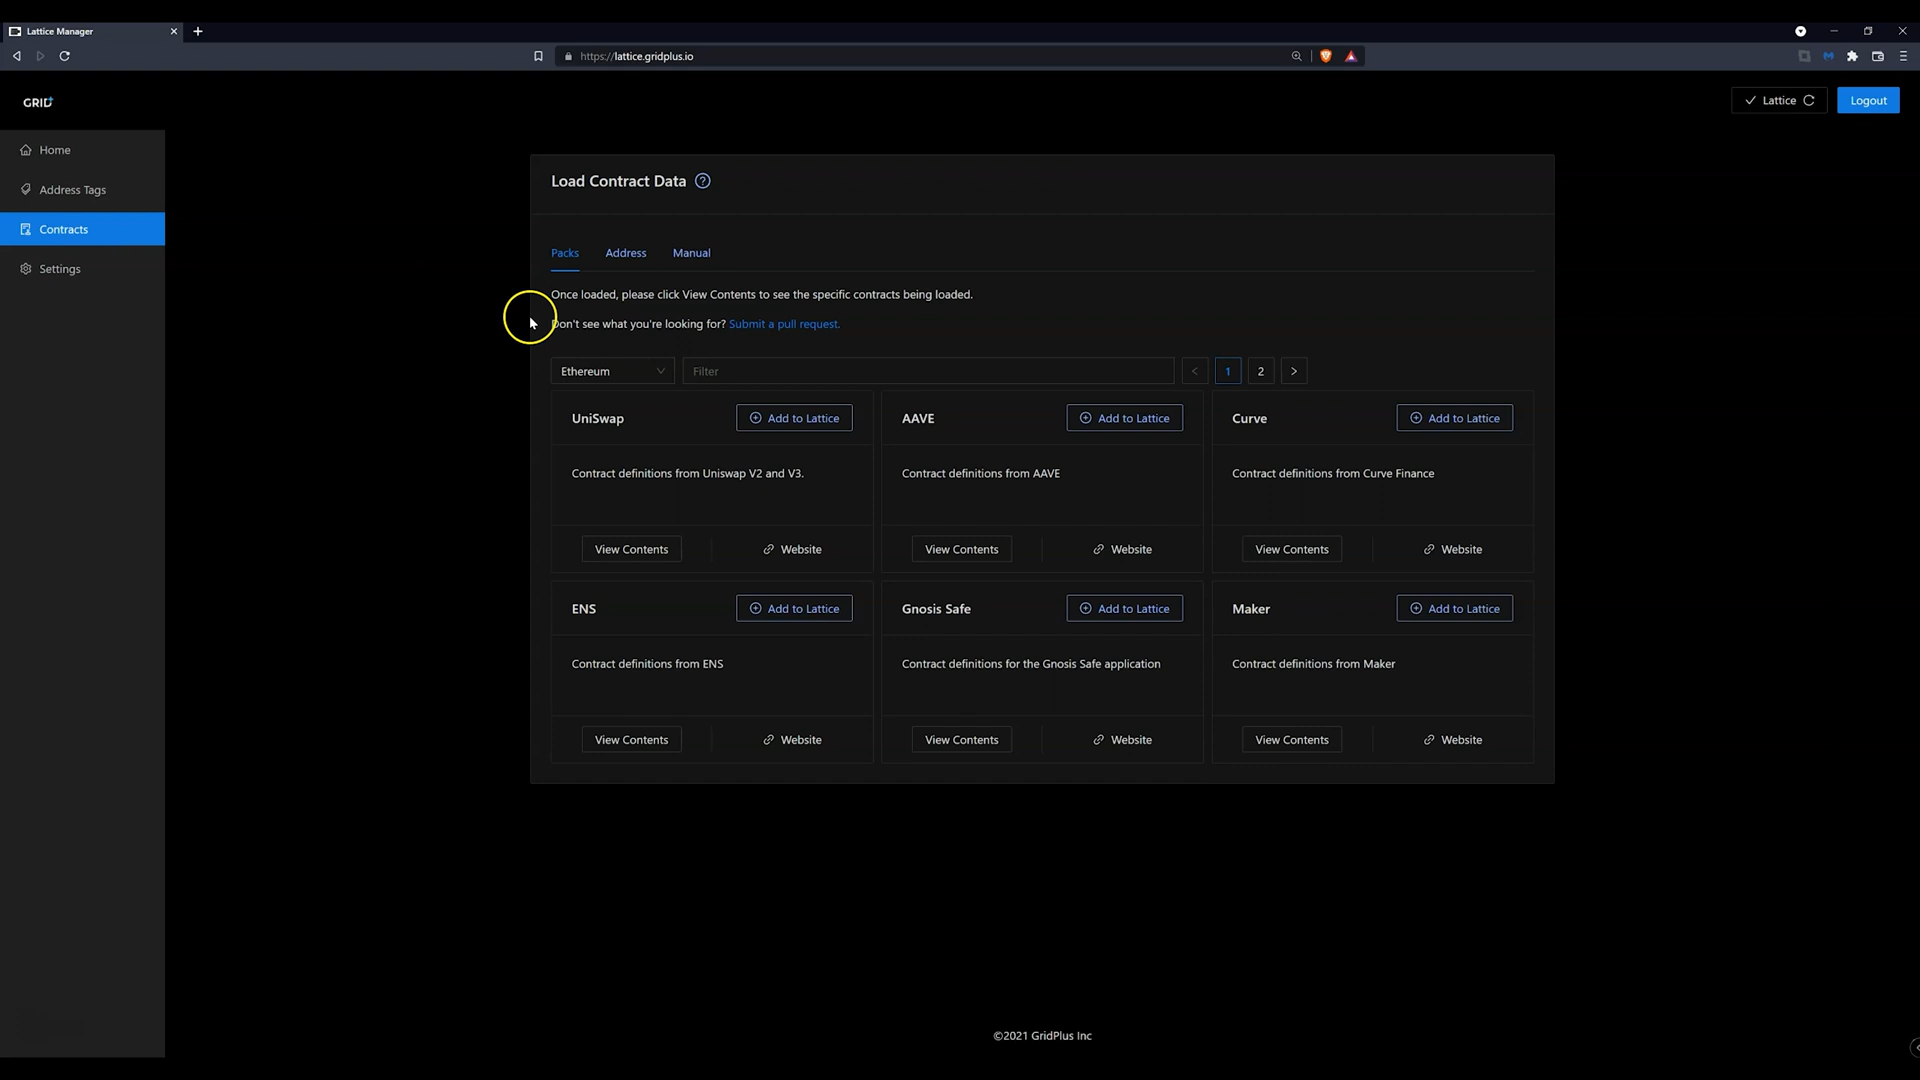 Lattice Manager
https://lattice.gridplus.io
GRID+
Lattice
Logout
Home
Address Tags
Contracts
Settings
Load Contract Data
Packs Address Manual
Once loaded, please click View Contents to see the specific contracts being loaded.
Don't see what you're looking for? Submit a pull request.
Ethereum Filter 1 2
UniSwap Add to Lattice
Contract definitions from Uniswap V2 and V3.
View Contents Website
AAVE Add to Lattice
Contract definitions from AAVE
View Contents Website
Curve Add to Lattice
Contract definitions from Curve Finance
View Contents Website
ENS Add to Lattice
Contract definitions from ENS
View Contents Website
Gnosis Safe Add to Lattice
Contract definitions for the Gnosis Safe application
View Contents Website
Maker Add to Lattice
Contract definitions from Maker
View Contents Website
©2021 GridPlus Inc